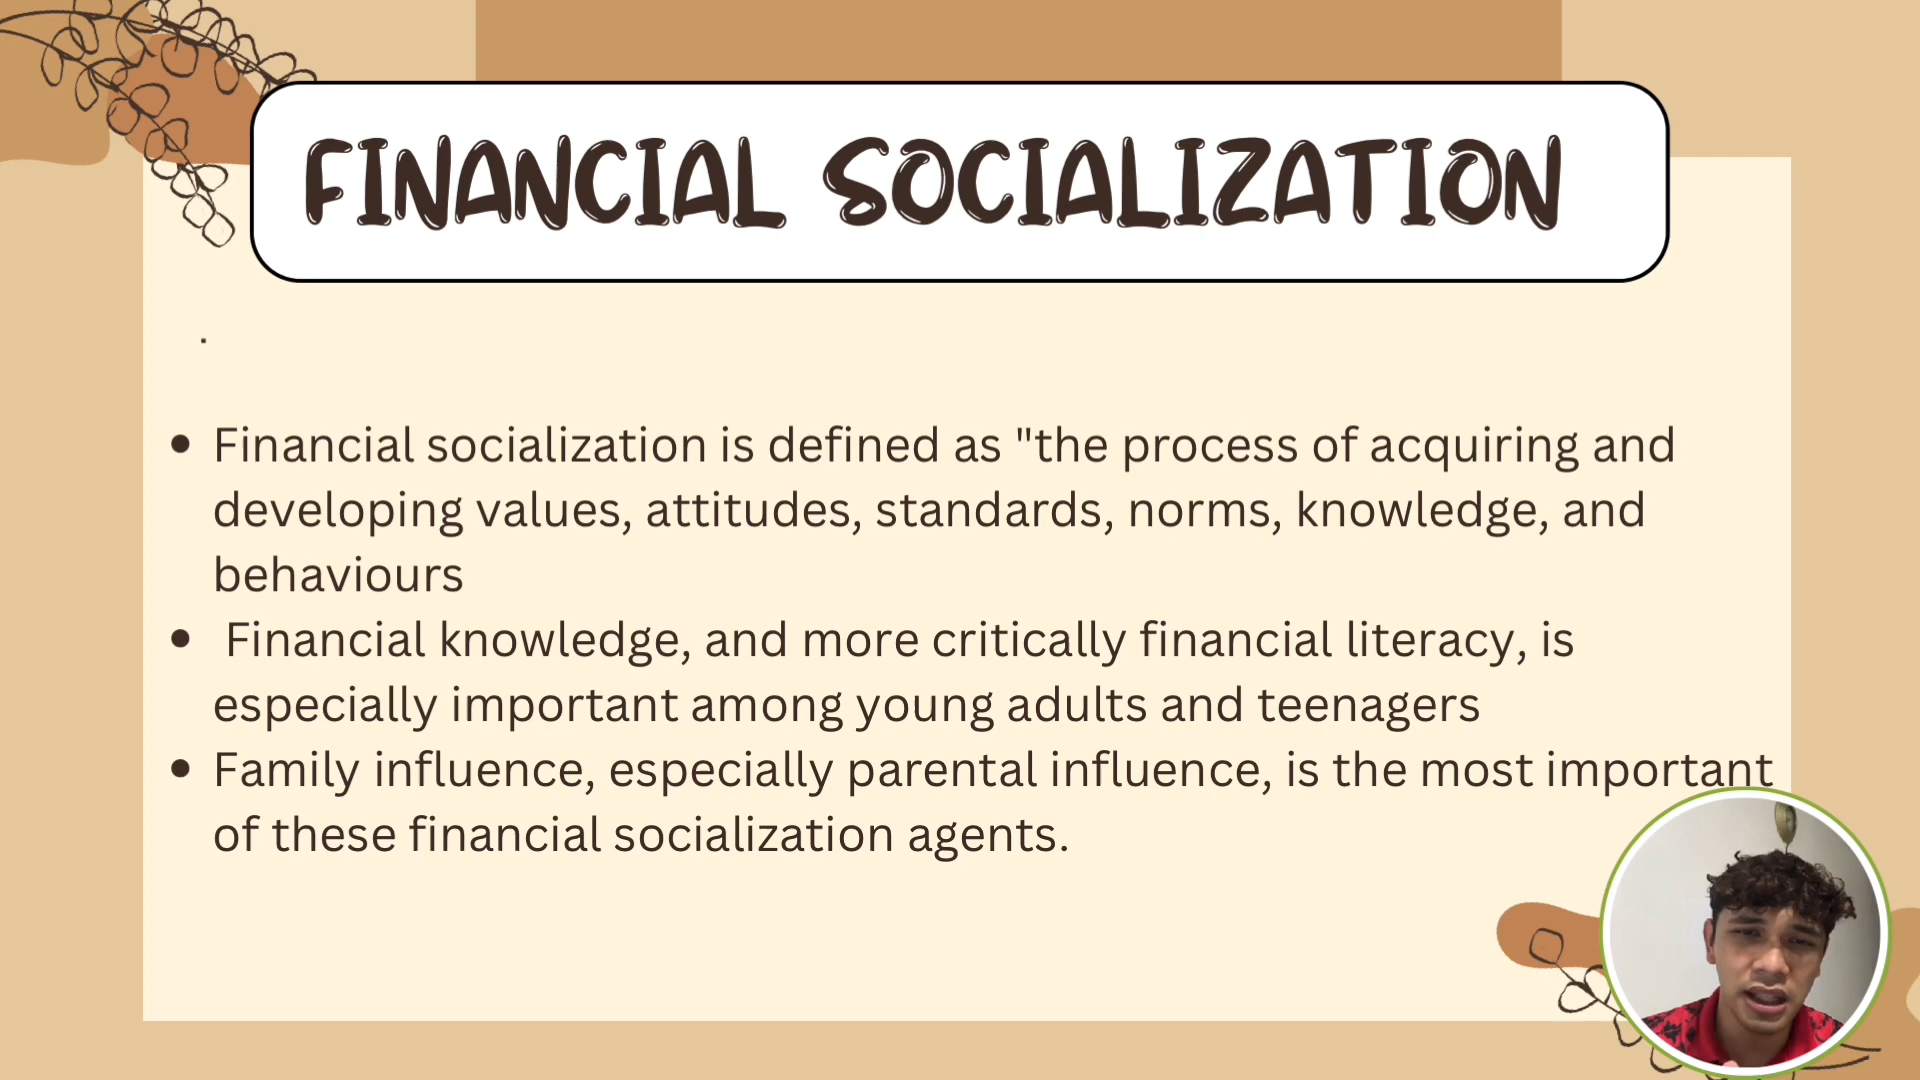 FINANCIAL SOCIALIZATION
.
• Financial socialization is defined as "the process of acquiring and
developing values, attitudes, standards, norms, knowledge, and
behaviours
• Financial knowledge, and more critically financial literacy, is
especially important among young adults and teenagers
• Family influence, especially parental influence, is the most important
of these financial socialization agents.